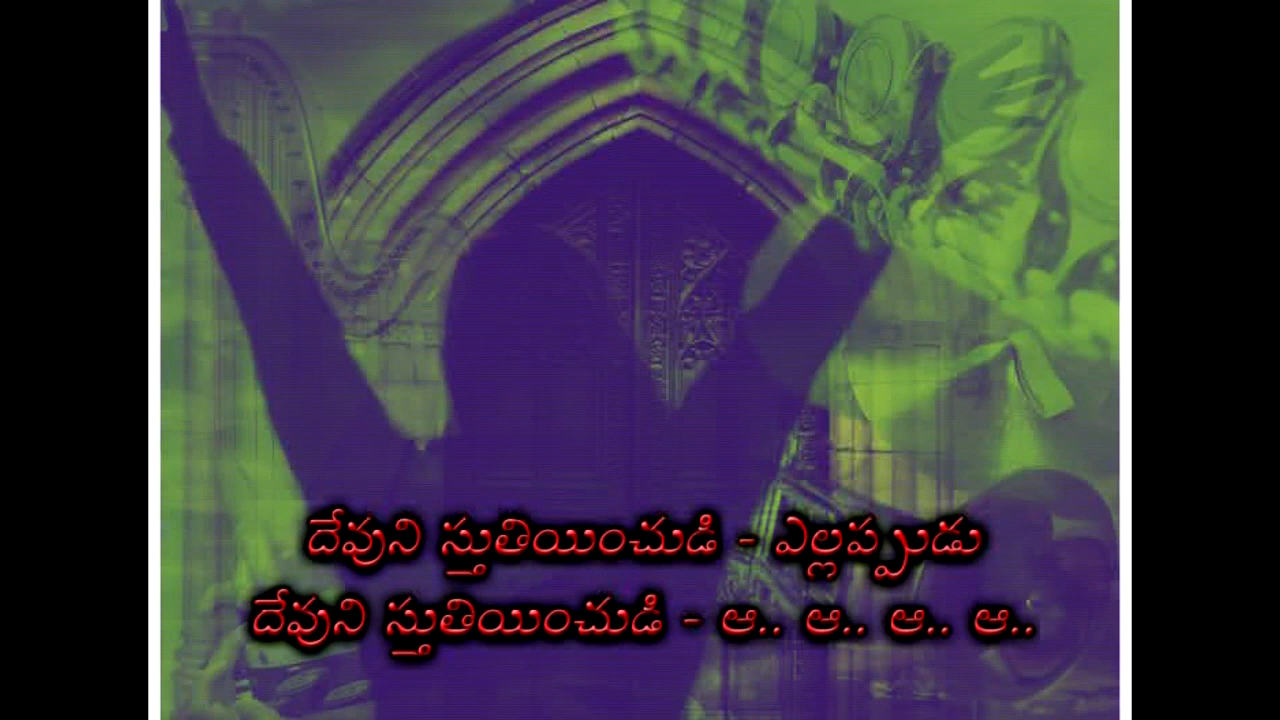 దేవుని స్తుతియించుడి - ఎల్లప్పుడు
దేవుని స్తుతియించుడి - ఆ.. ఆ.. ఆ.. ఆ..